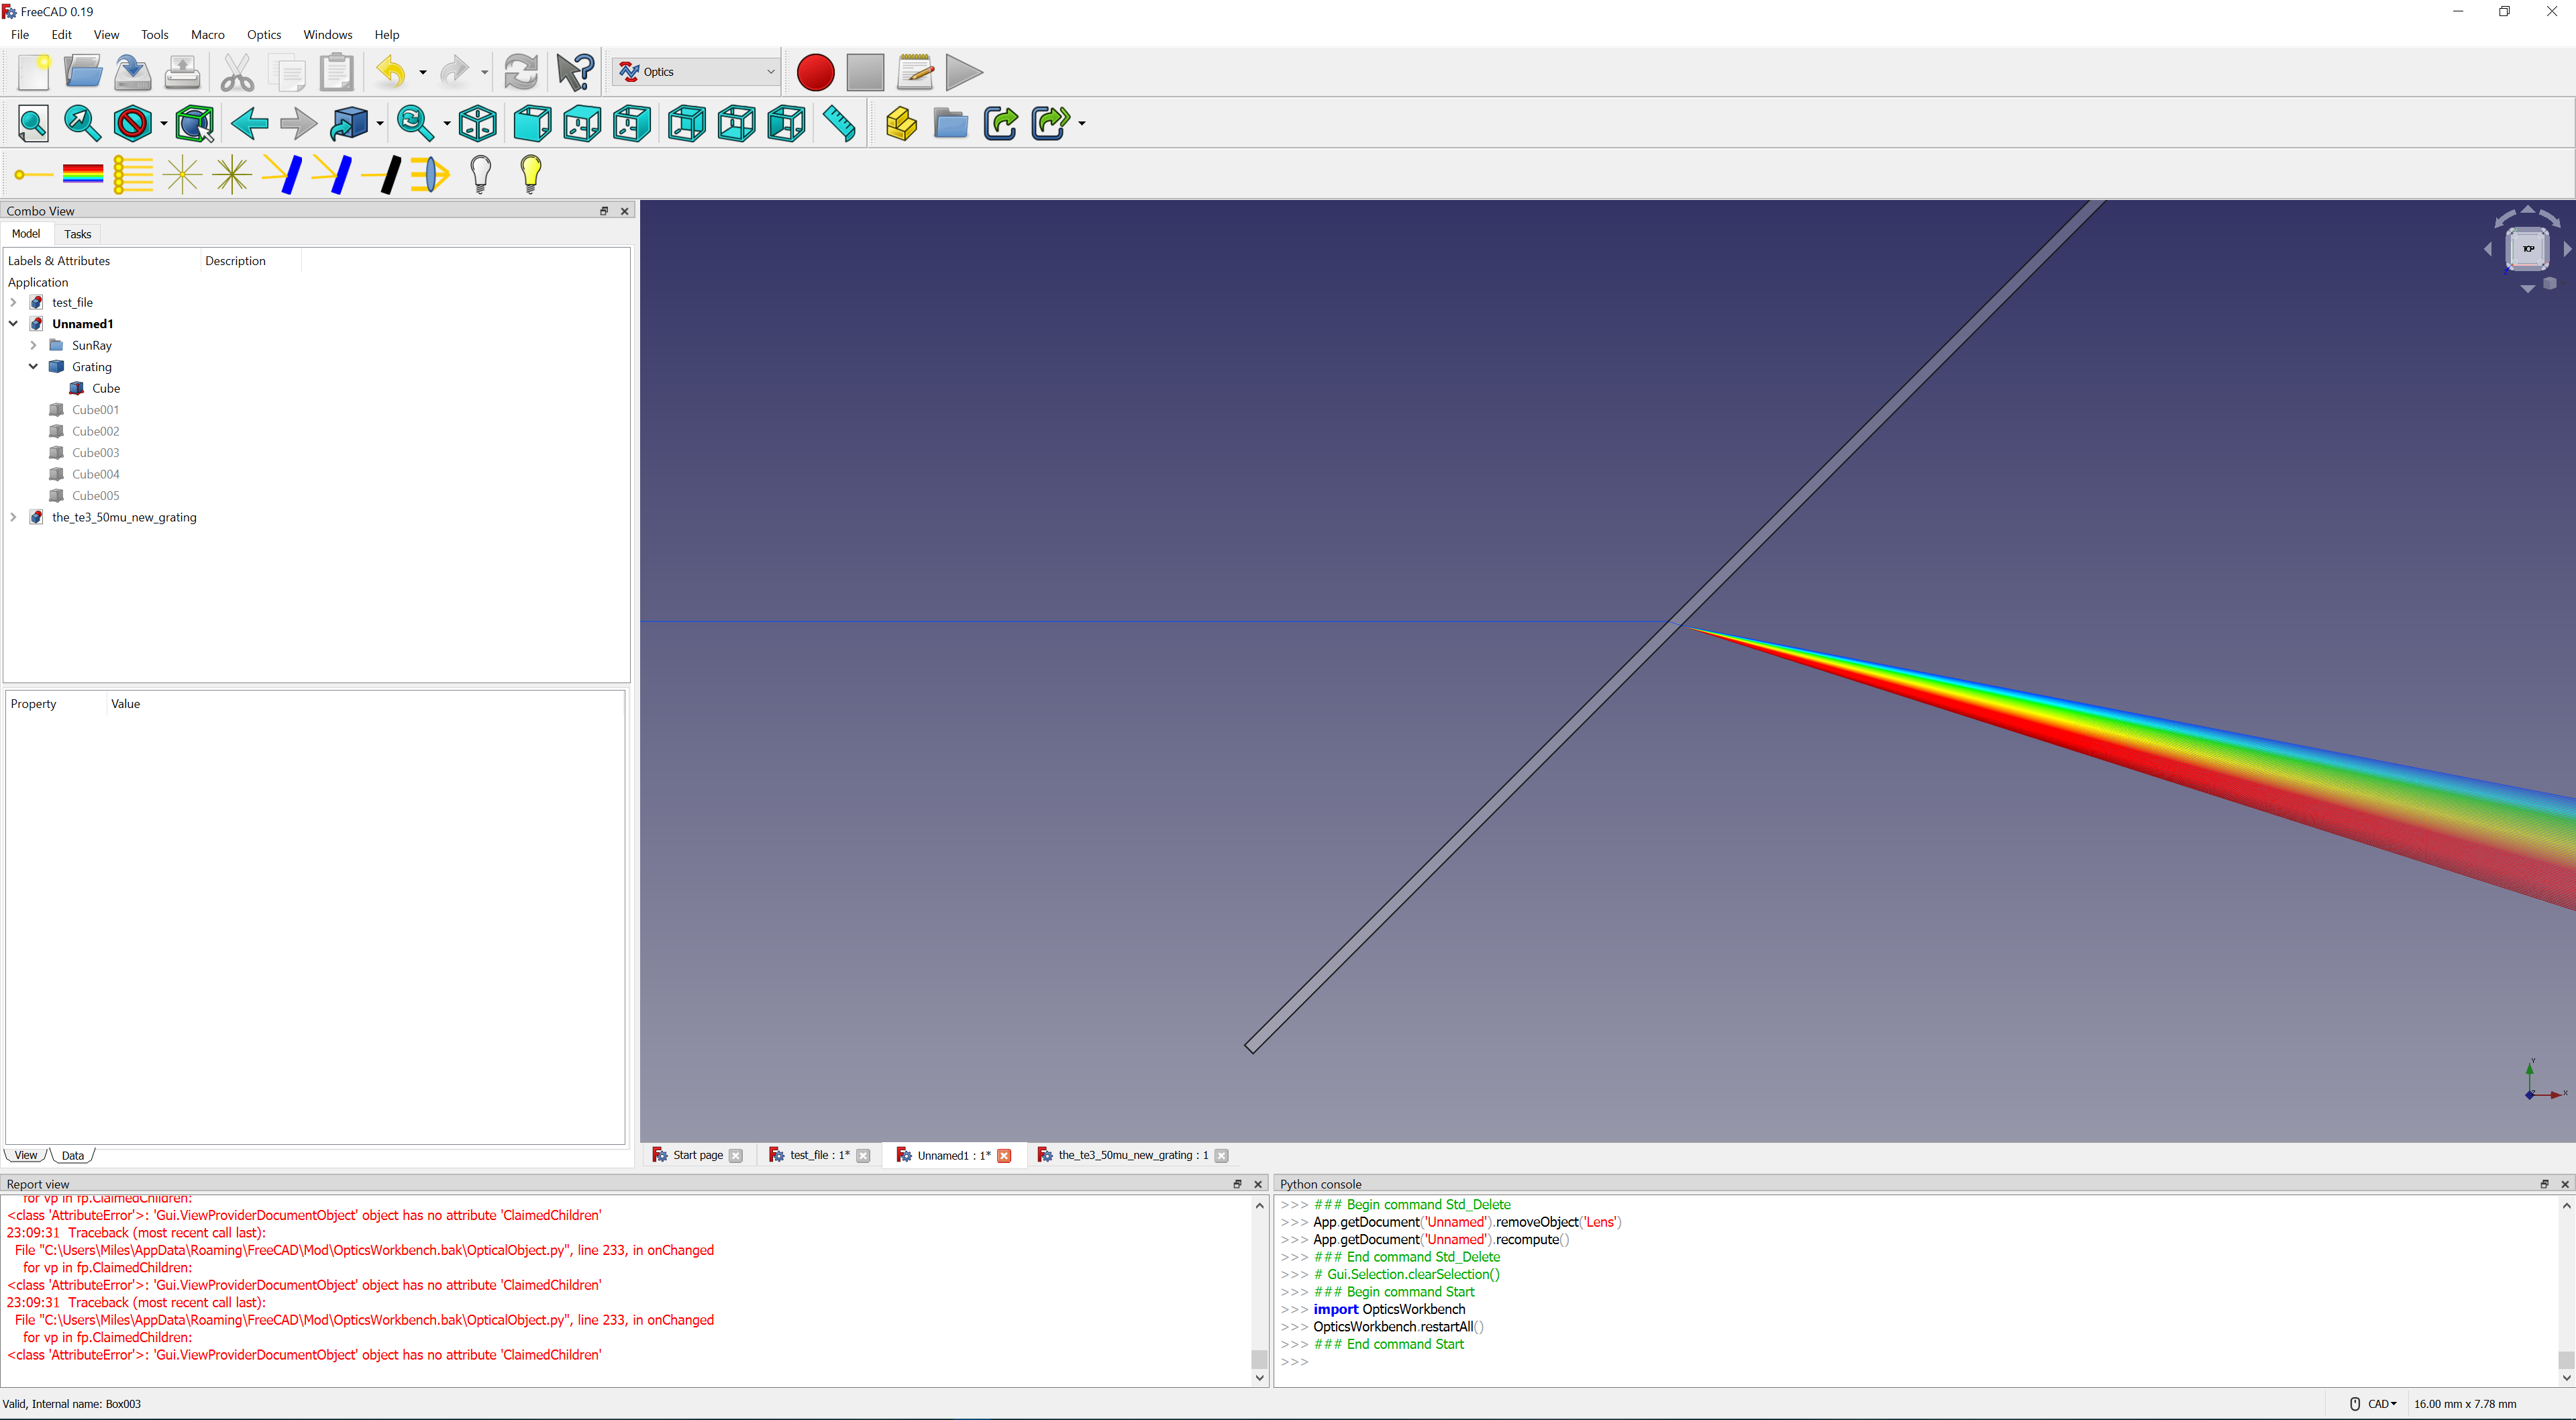 FreeCAD 0.19
File Edit View Tools Macro Optics Windows Help
Optics
Combo View
Model Tasks
Labels & Attributes Description
Application
test_file
Unnamed1
SunRay
Grating
Cube
Cube001
Cube002
Cube003
Cube004
Cube005
the_te3_50mu_new_grating
Property Value
View Data
TOP
Y
X
Start page test_file : 1* Unnamed1 : 1* the_te3_50mu_new_grating : 1
Report view
for vp in fp.ClaimedChildren:
<class 'AttributeError'>: 'Gui.ViewProviderDocumentObject' object has no attribute 'ClaimedChildren'
23:09:31 Traceback (most recent call last):
File "C:\Users\Miles\AppData\Roaming\FreeCAD\Mod\OpticsWorkbench.bak\OpticalObject.py", line 233, in onChanged
for vp in fp.ClaimedChildren:
<class 'AttributeError'>: 'Gui.ViewProviderDocumentObject' object has no attribute 'ClaimedChildren'
23:09:31 Traceback (most recent call last):
File "C:\Users\Miles\AppData\Roaming\FreeCAD\Mod\OpticsWorkbench.bak\OpticalObject.py", line 233, in onChanged
for vp in fp.ClaimedChildren:
<class 'AttributeError'>: 'Gui.ViewProviderDocumentObject' object has no attribute 'ClaimedChildren'
Python console
>>> ### Begin command Std_Delete
>>> App.getDocument('Unnamed').removeObject('Lens')
>>> App.getDocument('Unnamed').recompute()
>>> ### End command Std_Delete
>>> # Gui.Selection.clearSelection()
>>> ### Begin command Start
>>> import OpticsWorkbench
>>> OpticsWorkbench.restartAll()
>>> ### End command Start
>>>
Valid, Internal name: Box003
CAD 16.00 mm x 7.78 mm